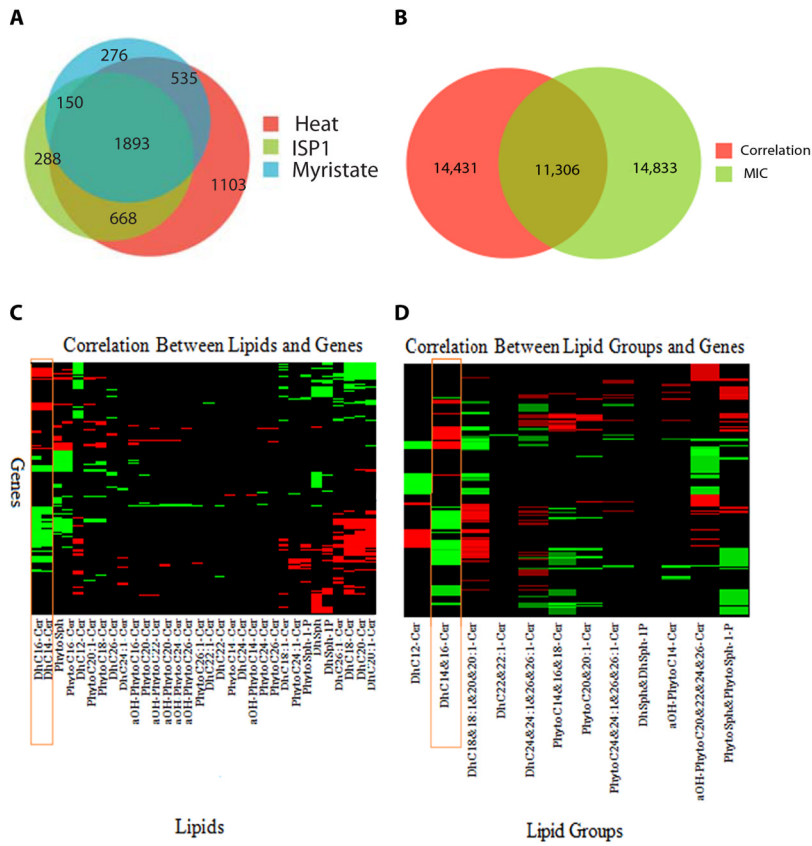 A
276
535
150
1893
288
1103
668
Heat
ISP1
Myristate
B
14,431
11,306
14,833
Correlation
MIC
C
Correlation Between Lipids and Genes
Genes
DhC16-Cer
DhC14-Cer
PhytoSph
PhytoC16-Cer
DhC12-Cer
PhytoC20:1-Cer
PhytoC18-Cer
DhC26-Cer
DhC24:1-Cer
aOH-PhytoC16-Cer
PhytoC20-Cer
aOH-PhytoC22-Cer
aOH-PhytoC20-Cer
aOH-PhytoC24-Cer
aOH-PhytoC26-Cer
PhytoC26:1-Cer
DhC22:1-Cer
DhC22-Cer
PhytoC14-Cer
DhC24-Cer
aOH-PhytoC14-Cer
PhytoC24-Cer
PhytoC26-Cer
DhC18:1-Cer
PhytoC24:1-Cer
PhytoSph-1-P
DhSph
DhSph-1P
DhC26:1Cer
DhC18-Cer
DhC20-Cer
DhC20:1-Cer
Lipids
D
Correlation Between Lipid Groups and Genes
DhC12-Cer
DhC14&16-Cer
DhC18&18:1&20&20:1-Cer
DhC22&22:1-Cer
DhC24&24:1&26&26:1-Cer
PhytoC14&16&18-Cer
PhytoC20&20:1-Cer
PhytoC24&24:1&26&26:1-Cer
DhSph&DhSph-1P
aOH-PhytoC14-Cer
aOH-PhytoC20&22&24&26-Cer
PhytoSph&PhytoSph-1-P
Lipid Groups